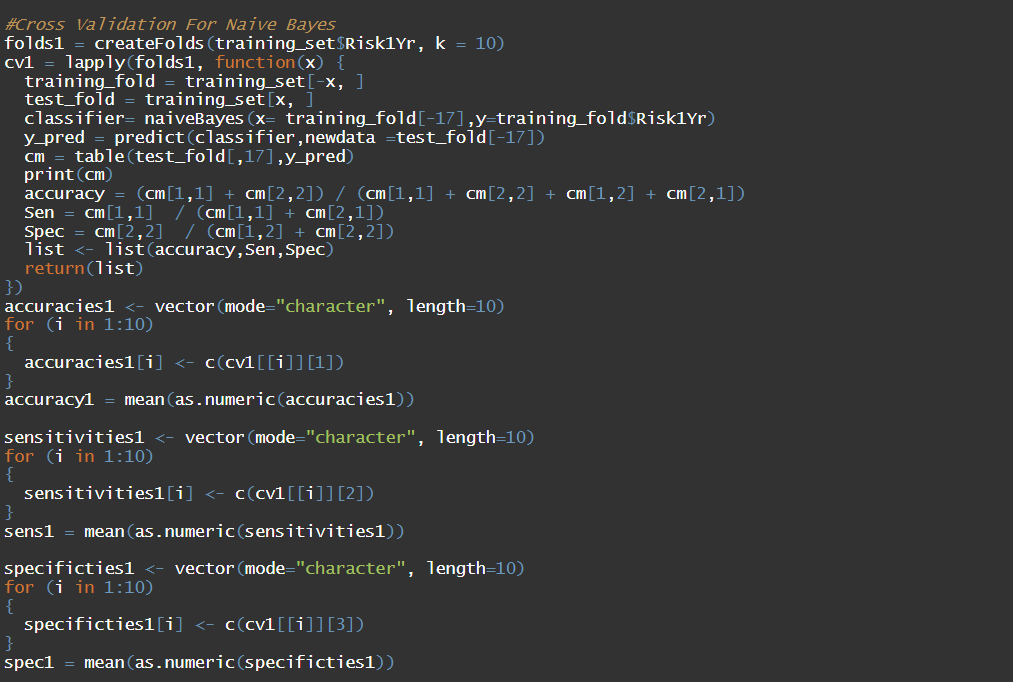 #Cross Validation For Naive Bayes
folds1 = createFolds(training_set$Risk1Yr, k = 10)
cv1 = lapply(folds1, function(x) {
  training_fold = training_set[-x, ]
  test_fold = training_set[x, ]
  classifier= naiveBayes(x= training_fold[-17],y=training_fold$Risk1Yr)
  y_pred = predict(classifier,newdata =test_fold[-17])
  cm = table(test_fold[,17],y_pred)
  print(cm)
  accuracy = (cm[1,1] + cm[2,2]) / (cm[1,1] + cm[2,2] + cm[1,2] + cm[2,1])
  Sen = cm[1,1]  / (cm[1,1] + cm[2,1])
  Spec = cm[2,2]  / (cm[1,2] + cm[2,2])
  list <- list(accuracy,Sen,Spec)
  return(list)
})
accuracies1 <- vector(mode="character", length=10)
for (i in 1:10)
{
  accuracies1[i] <- c(cv1[[i]][1])
}
accuracy1 = mean(as.numeric(accuracies1))

sensitivities1 <- vector(mode="character", length=10)
for (i in 1:10)
{
  sensitivities1[i] <- c(cv1[[i]][2])
}
sens1 = mean(as.numeric(sensitivities1))

specificties1 <- vector(mode="character", length=10)
for (i in 1:10)
{
  specificties1[i] <- c(cv1[[i]][3])
}
spec1 = mean(as.numeric(specificties1))